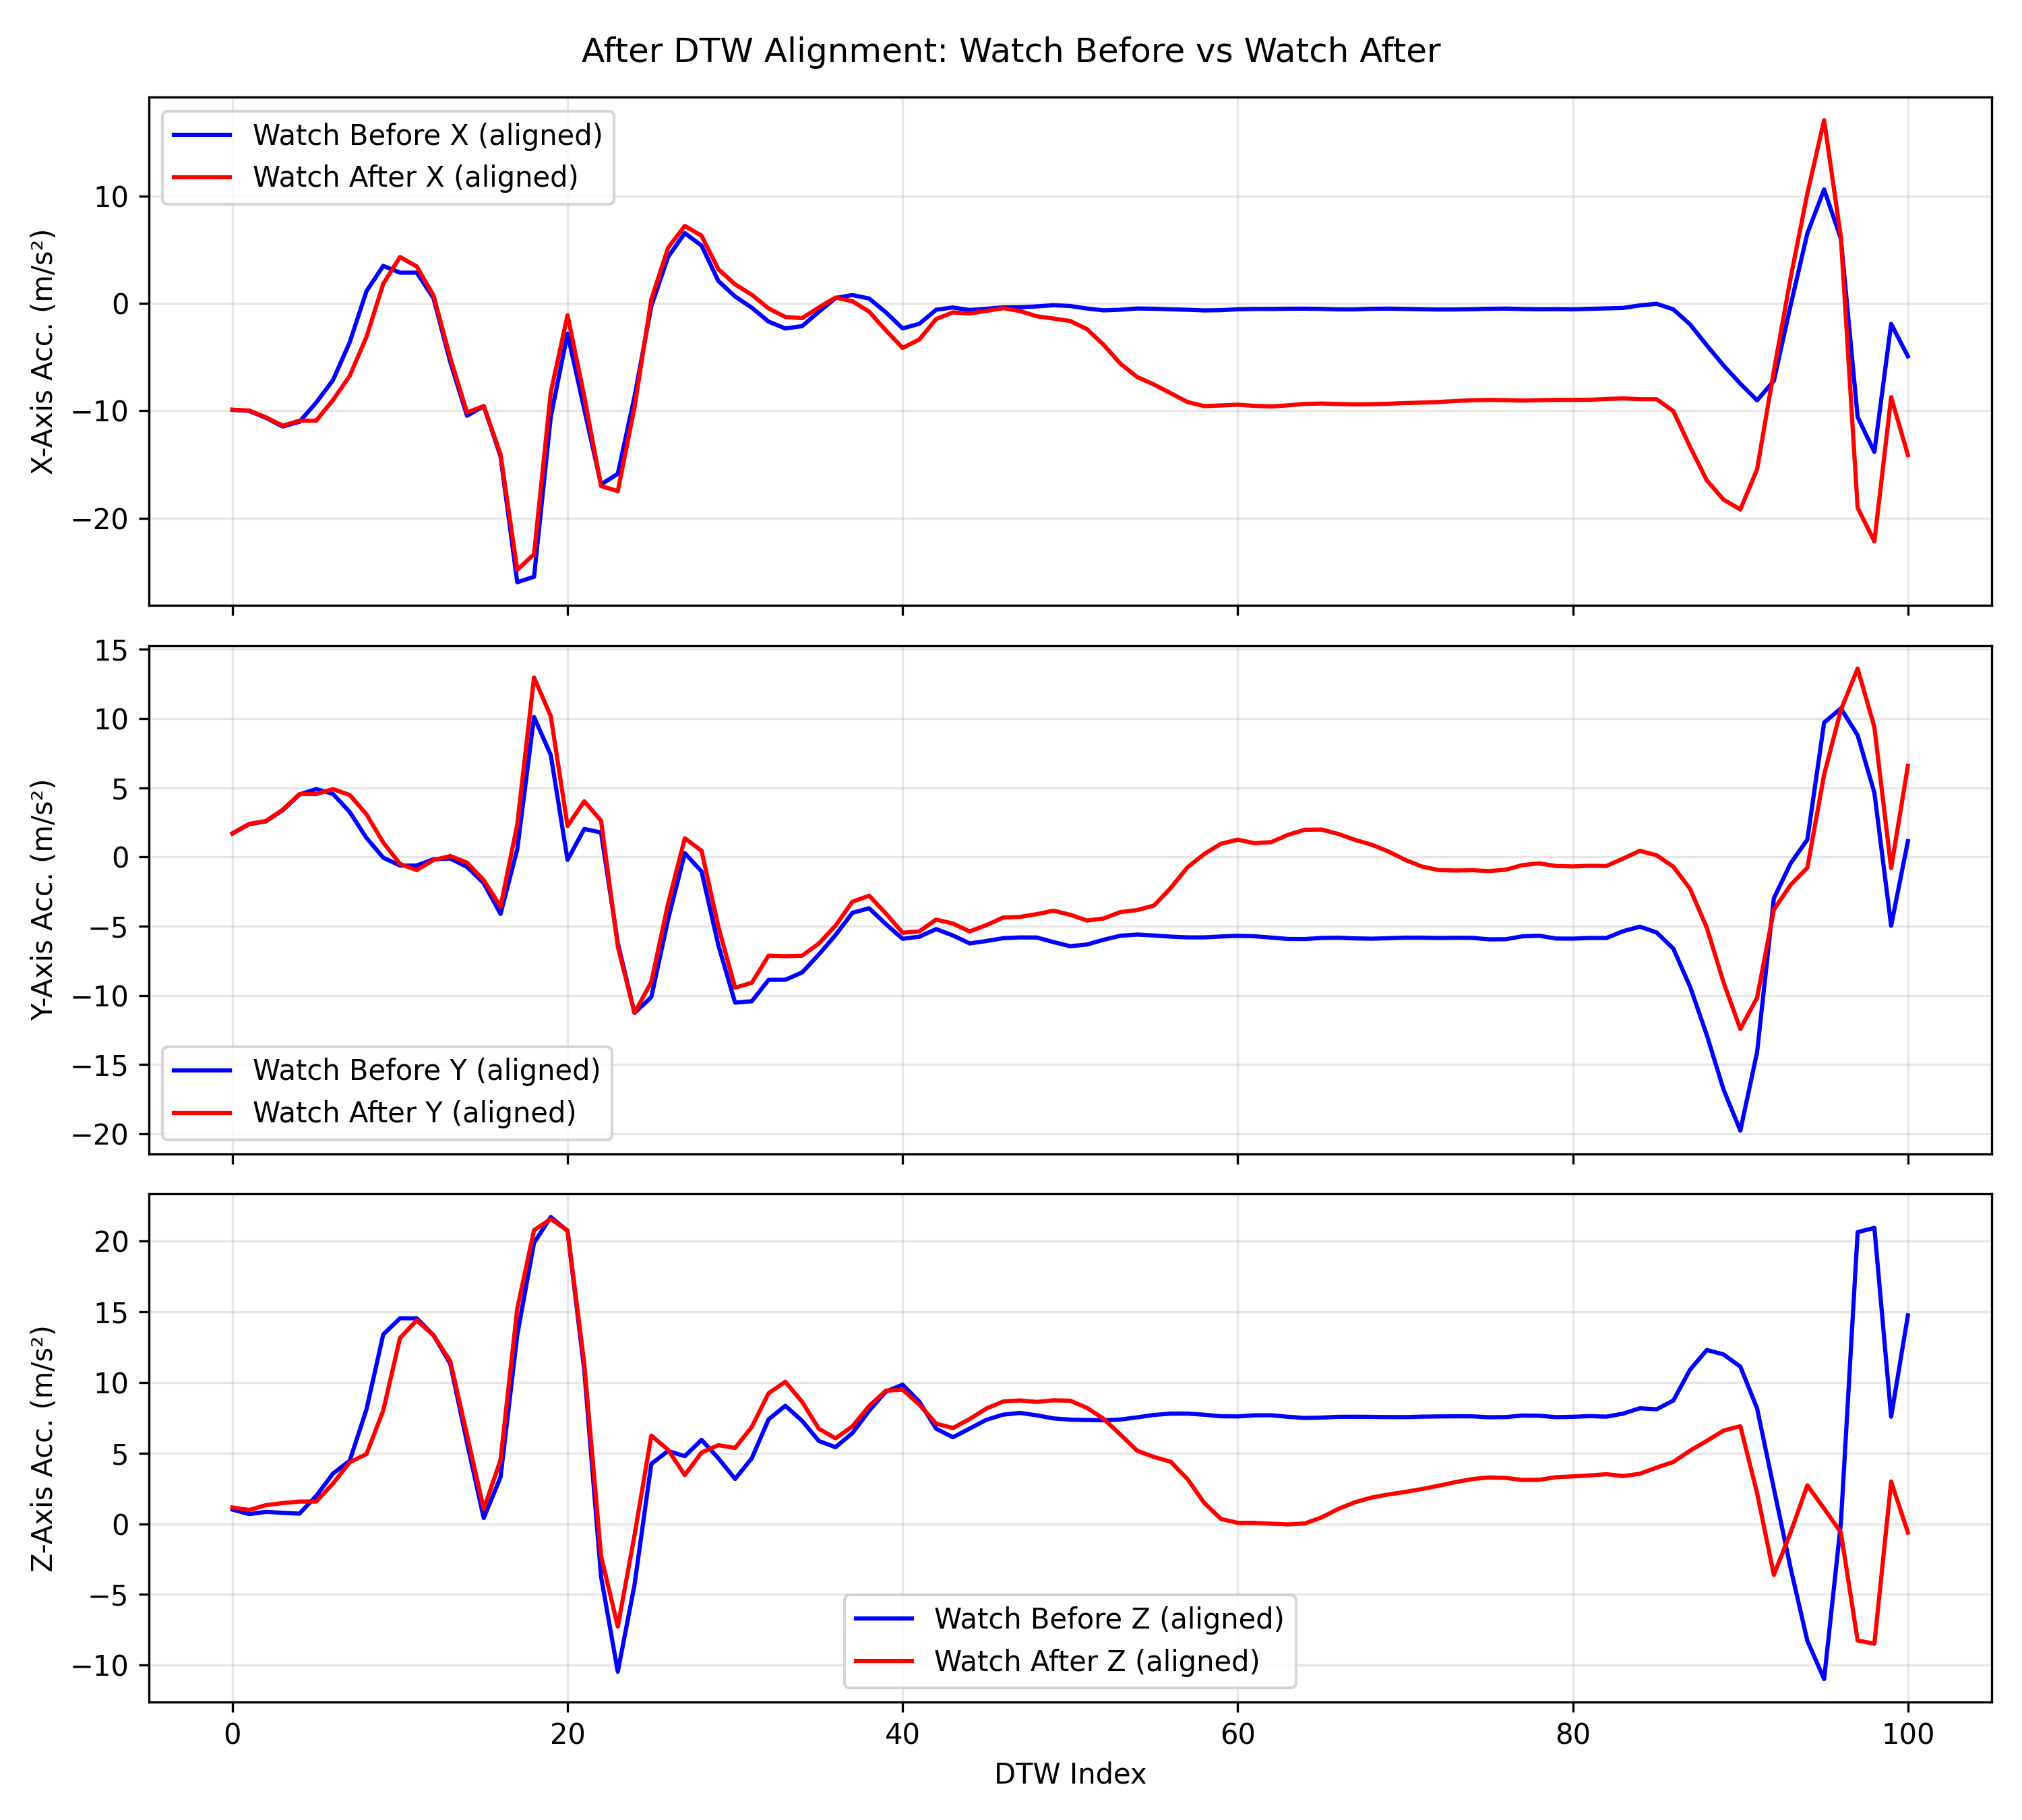 After DTW Alignment: Watch Before vs Watch After
Watch Before X (aligned)
Watch After X (aligned)
X-Axis Acc. (m/s²)
10
0
−10
−20
Y-Axis Acc. (m/s²)
15
10
5
0
−5
−10
−15
−20
Watch Before Y (aligned)
Watch After Y (aligned)
Z-Axis Acc. (m/s²)
20
15
10
5
0
−5
−10
Watch Before Z (aligned)
Watch After Z (aligned)
0 20 40 60 80 100
DTW Index